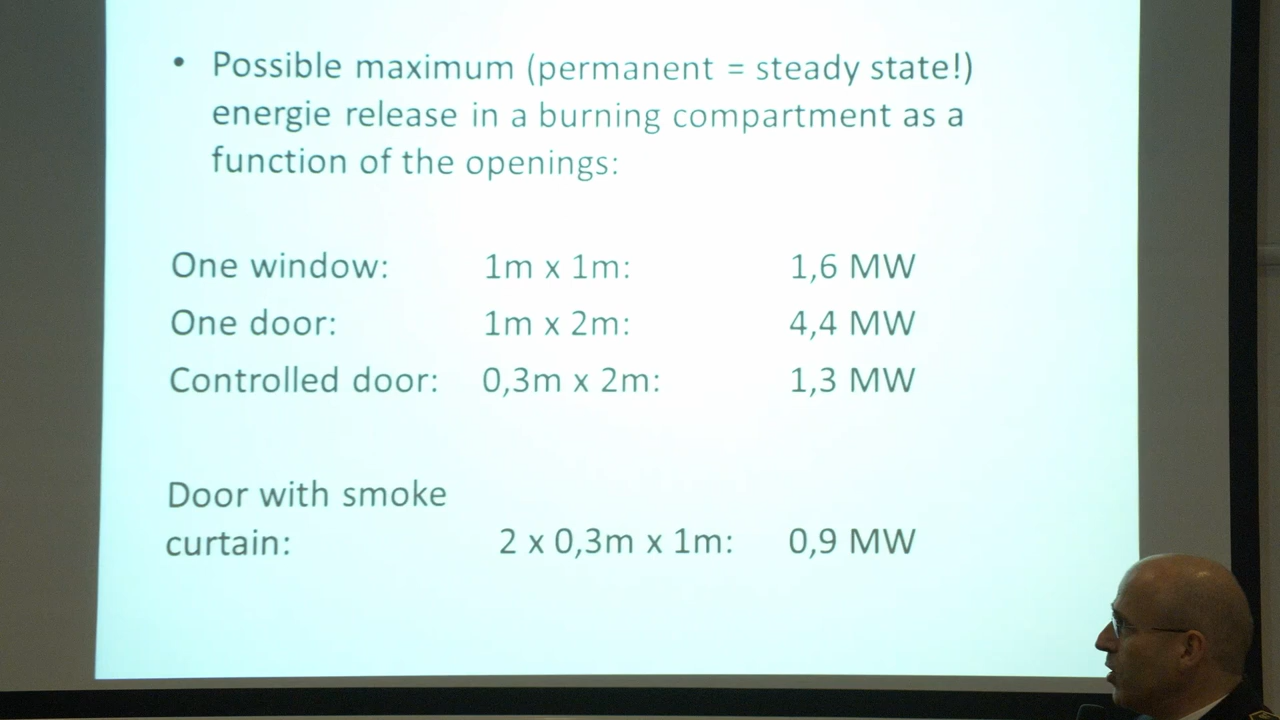 • Possible maximum (permanent = steady state!)
energie release in a burning compartment as a
function of the openings:
One window: 1m x 1m: 1,6 MW
One door: 1m x 2m: 4,4 MW
Controlled door: 0,3m x 2m: 1,3 MW
Door with smoke
curtain: 2 x 0,3m x 1m: 0,9 MW